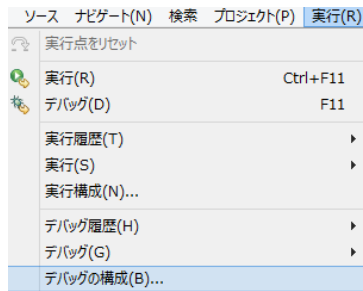 ソース ナビゲート(N) 検索 プロジェクト(P) 実行(R)
実行点をリセット
実行(R) Ctrl+F11
デバッグ(D) F11
実行履歴(T)
実行(S)
実行構成(N)...
デバッグ履歴(H)
デバッグ(G)
デバッグの構成(B)...